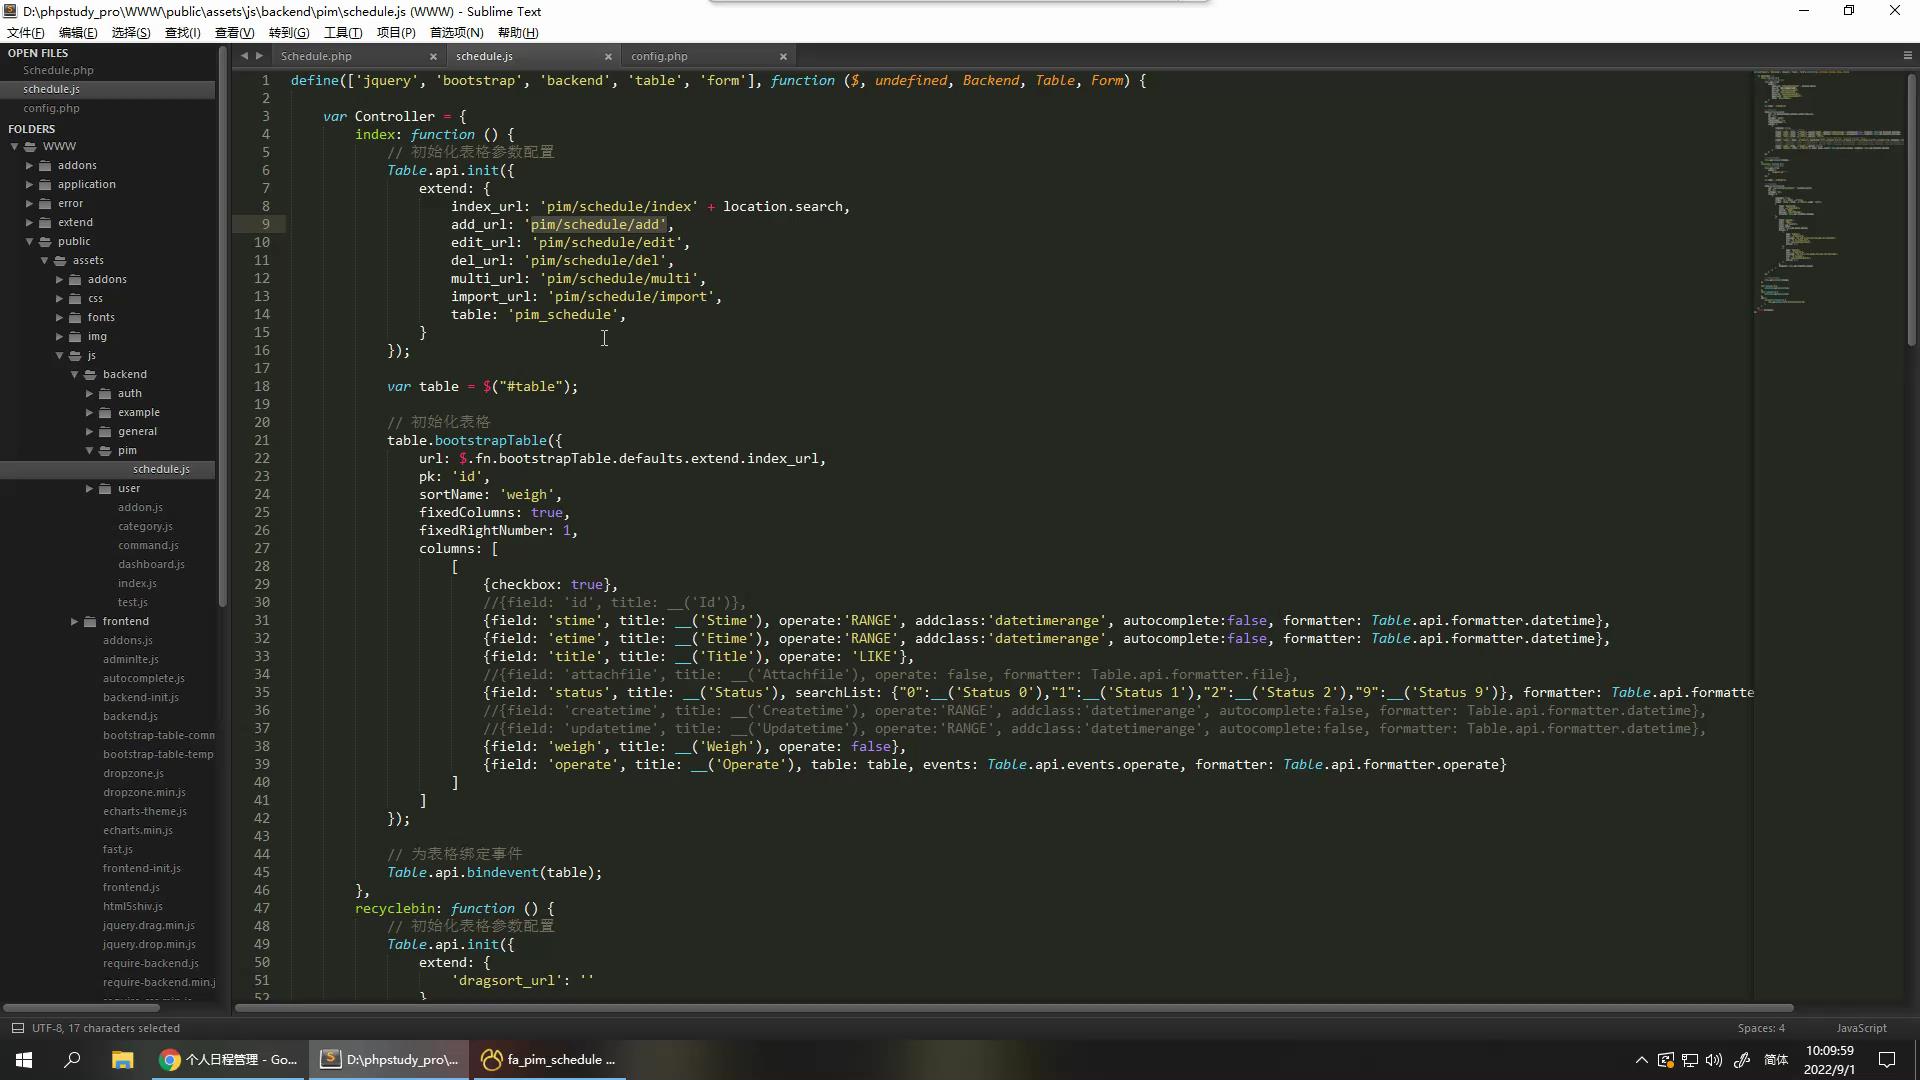 D:\phpstudy_pro\WWW\public\assets\js\backend\pim\schedule.js (WWW) - Sublime Text
文件(F) 编辑(E) 选择(S) 查找(I) 查看(V) 转到(G) 工具(T) 项目(P) 首选项(N) 帮助(H)
OPEN FILES
Schedule.php
schedule.js
config.php
FOLDERS
WWW
addons
application
error
extend
public
assets
addons
css
fonts
img
js
backend
auth
example
general
pim
schedule.js
user
addon.js
category.js
command.js
dashboard.js
index.js
test.js
frontend
addons.js
adminlte.js
autocomplete.js
backend-init.js
backend.js
bootstrap-table-comm
bootstrap-table-temp
dropzone.js
dropzone.min.js
echarts-theme.js
echarts.min.js
fast.js
frontend-init.js
frontend.js
html5shiv.js
jquery.drag.min.js
jquery.drop.min.js
require-backend.js
require-backend.min.j
Schedule.php schedule.js config.php
1 define(['jquery', 'bootstrap', 'backend', 'table', 'form'], function ($, undefined, Backend, Table, Form) {
2
3 var Controller = {
4 index: function () {
5 // 初始化表格参数配置
6 Table.api.init({
7 extend: {
8 index_url: 'pim/schedule/index' + location.search,
9 add_url: 'pim/schedule/add',
10 edit_url: 'pim/schedule/edit',
11 del_url: 'pim/schedule/del',
12 multi_url: 'pim/schedule/multi',
13 import_url: 'pim/schedule/import',
14 table: 'pim_schedule',
15 }
16 });
17
18 var table = $("#table");
19
20 // 初始化表格
21 table.bootstrapTable({
22 url: $.fn.bootstrapTable.defaults.extend.index_url,
23 pk: 'id',
24 sortName: 'weigh',
25 fixedColumns: true,
26 fixedRightNumber: 1,
27 columns: [
28 [
29 {checkbox: true},
30 //{field: 'id', title: __('Id')},
31 {field: 'stime', title: __('Stime'), operate:'RANGE', addclass:'datetimerange', autocomplete:false, formatter: Table.api.formatter.datetime},
32 {field: 'etime', title: __('Etime'), operate:'RANGE', addclass:'datetimerange', autocomplete:false, formatter: Table.api.formatter.datetime},
33 {field: 'title', title: __('Title'), operate: 'LIKE'},
34 //{field: 'attachfile', title: __('Attachfile'), operate: false, formatter: Table.api.formatter.file},
35 {field: 'status', title: __('Status'), searchList: {"0":__('Status 0'),"1":__('Status 1'),"2":__('Status 2'),"9":__('Status 9')}, formatter: Table.api.formatte
36 //{field: 'createtime', title: __('Createtime'), operate:'RANGE', addclass:'datetimerange', autocomplete:false, formatter: Table.api.formatter.datetime},
37 //{field: 'updatetime', title: __('Updatetime'), operate:'RANGE', addclass:'datetimerange', autocomplete:false, formatter: Table.api.formatter.datetime},
38 {field: 'weigh', title: __('Weigh'), operate: false},
39 {field: 'operate', title: __('Operate'), table: table, events: Table.api.events.operate, formatter: Table.api.formatter.operate}
40 ]
41 ]
42 });
43
44 // 为表格绑定事件
45 Table.api.bindevent(table);
46 },
47 recyclebin: function () {
48 // 初始化表格参数配置
49 Table.api.init({
50 extend: {
51 'dragsort_url': ''
52 }
UTF-8, 17 characters selected Spaces: 4 JavaScript
个人日程管理 - Go... D:\phpstudy_pro\... fa_pim_schedule ... 简体 10:09:59
2022/9/1